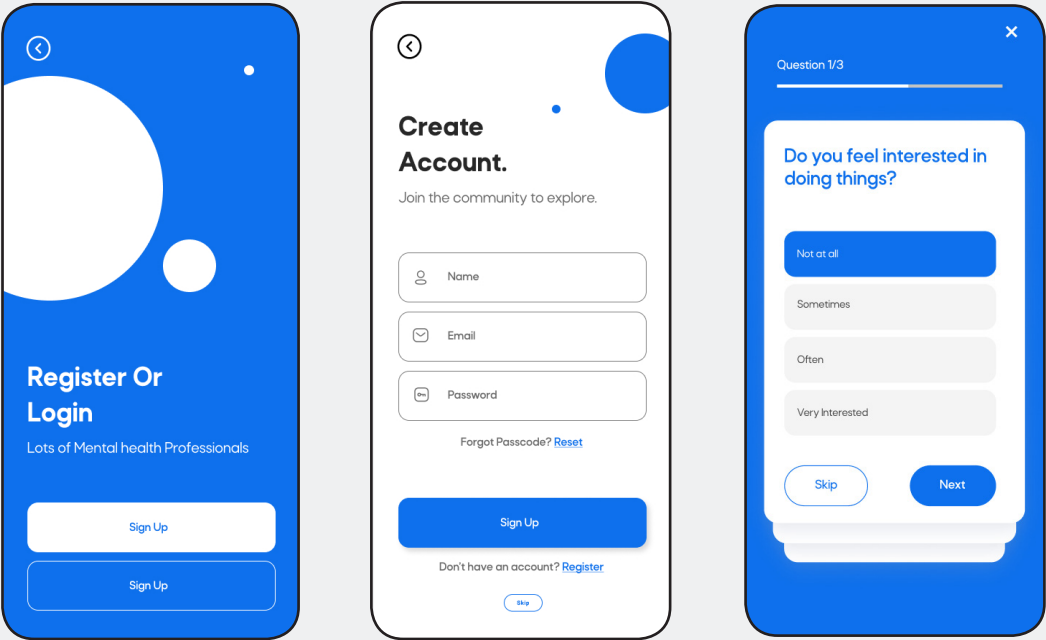 Register Or
Login
Lots of Mental health Professionals
Sign Up
Sign Up
Create
Account.
Join the community to explore.
Name
Email
Password
Forgot Passcode? Reset
Sign Up
Don't have an account? Register
Skip
Question 1/3
Do you feel interested in
doing things?
Not at all
Sometimes
Often
Very Interested
Skip
Next